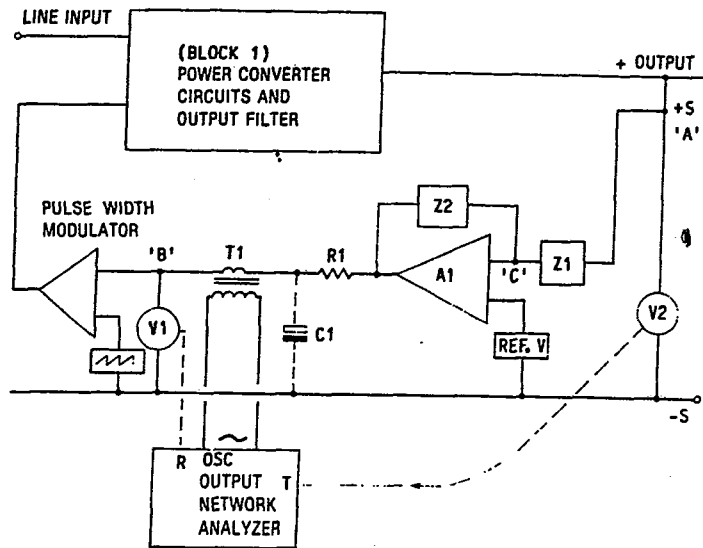 LINE INPUT
(BLOCK 1)
POWER CONVERTER
CIRCUITS AND
OUTPUT FILTER
+ OUTPUT
+S
'A'
PULSE WIDTH
MODULATOR
'B'
T1
R1
Z2
A1
'C'
Z1
V1
C1
REF. V
V2
-S
R
OSC
OUTPUT
NETWORK
ANALYZER
T